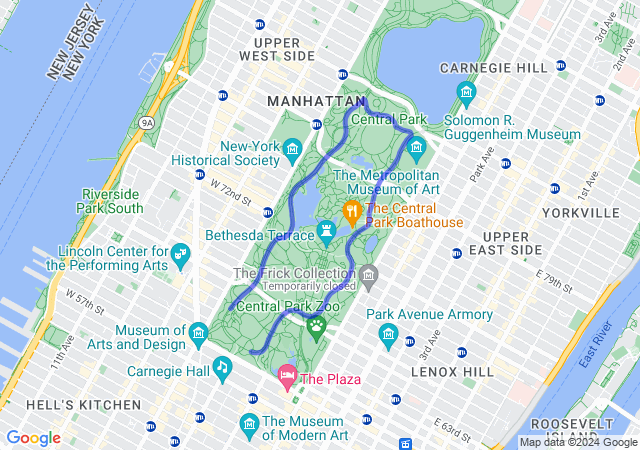 NEW JERSEY
NEW YORK
UPPER
WEST SIDE
3rd Ave
2nd Ave
CARNEGIE HILL
MANHATTAN
Central Park
9A
Solomon R.
Guggenheim Museum
New-York
Historical Society
The Metropolitan
Museum of Art
Park Ave
1st Ave
W 72nd St
Riverside
Park South
The Central
Park Boathouse
YORKVILLE
Bethesda Terrace
UPPER
EAST SIDE
Lincoln Center for
the Performing Arts
The Frick Collection
Temporarily closed
E 79th St
W 57th St
Central Park Zoo
Park Avenue Armory
Museum of
Arts and Design
East River
11th Ave
3rd Ave
Carnegie Hall
The Plaza
LENOX HILL
HELL'S KITCHEN
The Museum
of Modern Art
E 63rd St
ROOSEVELT
ISLAND
Google
Map data ©2024 Google